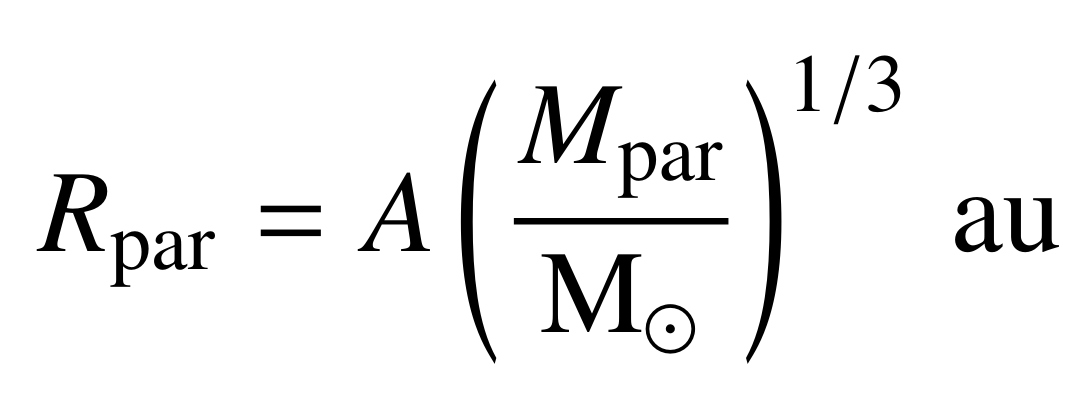 R_par = A (M_par / M_⊙)^{1/3} au